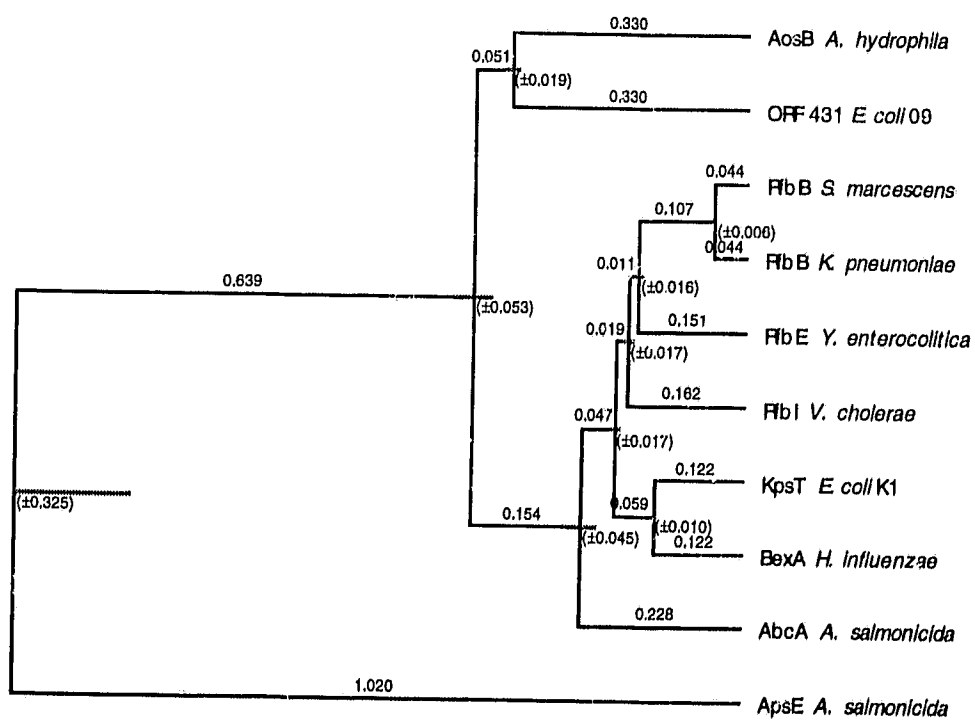 0.330
AosB A. hydrophila
0.051
(±0.019)
0.330
ORF 431 E coli 09
0.044
RfbB S. marcescens
0.107
(±0.006)
0.044
RfbB K. pneumoniae
0.011
(±0.016)
0.639
(±0.053)
0.151
RfbE Y. enterocolitica
0.019
(±0.017)
0.162
RfbI V. cholerae
0.047
(±0.017)
0.122
KpsT E coli K1
(±0.325)
0.154
0.059
(±0.010)
(±0.045)
0.122
BexA H. influenzae
0.228
AbcA A. salmonicida
1.020
ApsE A. salmonicida